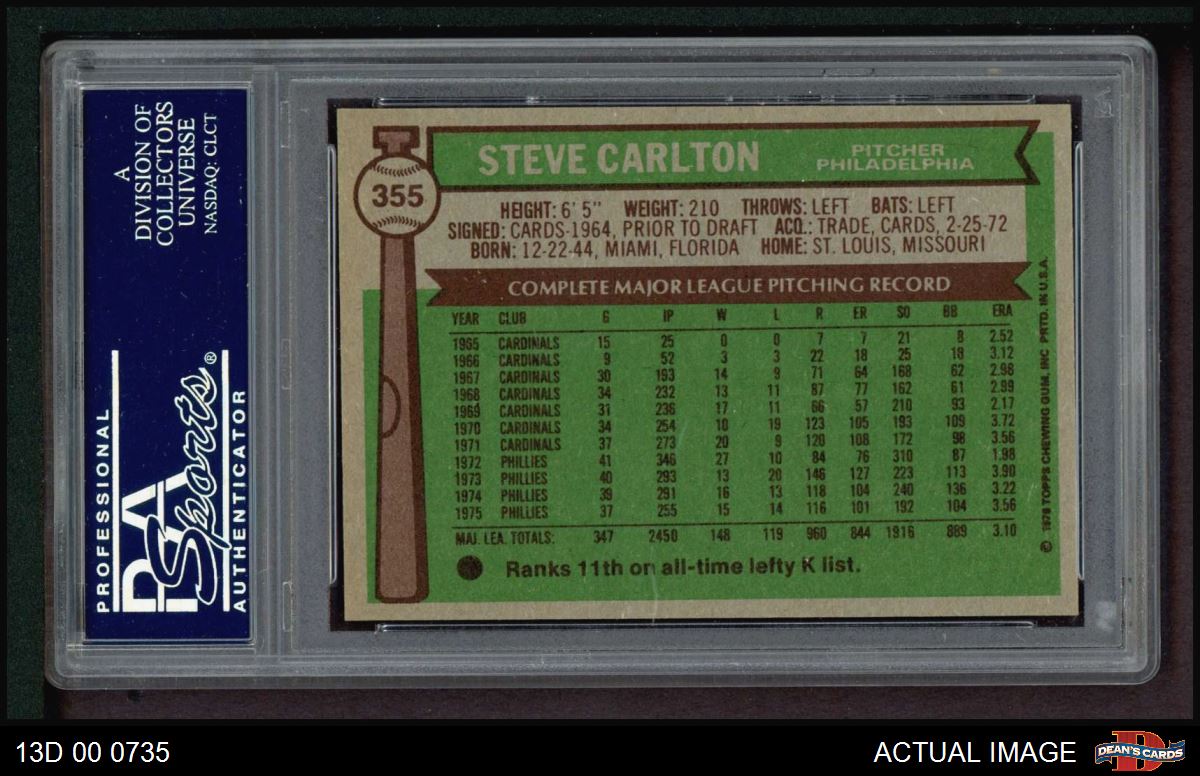 A
DIVISION OF
COLLECTORS
UNIVERSE
NASDAQ: CLCT
PROFESSIONAL
PSA
Sports®
AUTHENTICATOR
355
STEVE CARLTON
PITCHER
PHILADELPHIA
HEIGHT: 6' 5" WEIGHT: 210 THROWS: LEFT BATS: LEFT
SIGNED: CARDS-1964, PRIOR TO DRAFT ACQ.: TRADE, CARDS, 2-25-72
BORN: 12-22-44, MIAMI, FLORIDA HOME: ST. LOUIS, MISSOURI
COMPLETE MAJOR LEAGUE PITCHING RECORD
YEAR CLUB G IP W L R ER SO BB ERA
1965 CARDINALS 15 25 0 0 7 7 21 8 2.52
1966 CARDINALS 9 52 3 3 22 18 25 18 3.12
1967 CARDINALS 30 193 14 9 71 64 168 62 2.98
1968 CARDINALS 34 232 13 11 87 77 162 61 2.99
1969 CARDINALS 31 236 17 11 66 57 210 93 2.17
1970 CARDINALS 34 254 10 19 123 105 193 109 3.72
1971 CARDINALS 37 273 20 9 120 108 172 98 3.56
1972 PHILLIES 41 346 27 10 84 76 310 87 1.98
1973 PHILLIES 40 293 13 20 146 127 223 113 3.90
1974 PHILLIES 39 291 16 13 118 104 240 136 3.22
1975 PHILLIES 37 255 15 14 116 101 192 104 3.56
MAJ. LEA. TOTALS: 347 2450 148 119 960 844 1916 889 3.10
Ranks 11th on all-time lefty K list.
© 1976 TOPPS CHEWING GUM, INC PRTD. IN U.S.A.
13D 00 0735
ACTUAL IMAGE
DEAN'S CARDS